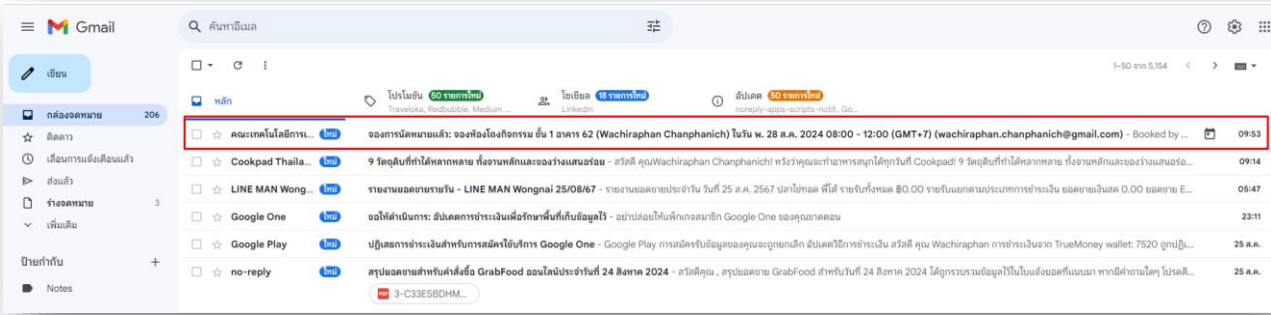 Gmail
ค้นหาอีเมล
เขียน
1–50 จาก 5,154
หลัก
โปรโมชัน 50 รายการใหม่
Traveloka, Redbubble, Medium ...
โซเชียล 18 รายการใหม่
LinkedIn
อัปเดต 50 รายการใหม่
noreply-apps-scripts-notif, Go...
กล่องจดหมาย 206
ติดดาว
เลื่อนการแจ้งเตือนแล้ว
ส่งแล้ว
ร่างจดหมาย 3
เพิ่มเติม
ป้ายกำกับ
Notes
คณะเทคโนโลยีการเ... ใหม่ จองการนัดหมายแล้ว: จองห้องโถงกิจกรรม ชั้น 1 อาคาร 62 (Wachiraphan Chanphanich) ในวัน พ. 28 ส.ค. 2024 08:00 - 12:00 (GMT+7) (wachiraphan.chanphanich@gmail.com) - Booked by ... 09:53
Cookpad Thaila... ใหม่ 9 วัตถุดิบที่ทำได้หลากหลาย ทั้งจานหลักและของว่างแสนอร่อย - สวัสดี คุณWachiraphan Chanphanich! หวังว่าคุณจะทำอาหารสนุกได้ทุกวันที่ Cookpad! 9 วัตถุดิบที่ทำได้หลากหลาย ทั้งจานหลักและของว่างแสนอร่อ... 09:14
LINE MAN Wong... ใหม่ รายงานยอดขายรายวัน - LINE MAN Wongnai 25/08/67 - รายงานยอดขายประจำวัน วันที่ 25 ส.ค. 2567 ปลาไข่ทอด พี่โต้ รายรับทั้งหมด ฿0.00 รายรับแยกตามประเภทการชำระเงิน ยอดขายเงินสด 0.00 ยอดขาย E... 05:47
Google One ใหม่ ขอให้ดำเนินการ: อัปเดตการชำระเงินเพื่อรักษาพื้นที่เก็บข้อมูลไว้ - อย่าปล่อยให้แพ็กเกจสมาชิก Google One ของคุณขาดตอน 23:11
Google Play ใหม่ ปฏิเสธการชำระเงินสำหรับการสมัครใช้บริการ Google One - Google Play การสมัครรับข้อมูลของคุณจะถูกยกเลิก อัปเดตวิธีการชำระเงิน สวัสดี คุณ Wachiraphan การชำระเงินจาก TrueMoney wallet: 7520 ถูกปฏิเ... 25 ส.ค.
no-reply ใหม่ สรุปยอดขายสำหรับคำสั่งซื้อ GrabFood ออนไลน์ประจำวันที่ 24 สิงหาคม 2024 - สวัสดีคุณ , สรุปยอดขาย GrabFood สำหรับวันที่ 24 สิงหาคม 2024 ได้ถูกรวบรวมข้อมูลไว้ในใบแจ้งยอดที่แนบมา หากมีคำถามใดๆ โปรดติ... 25 ส.ค.
PDF 3-C33ESBDHM...